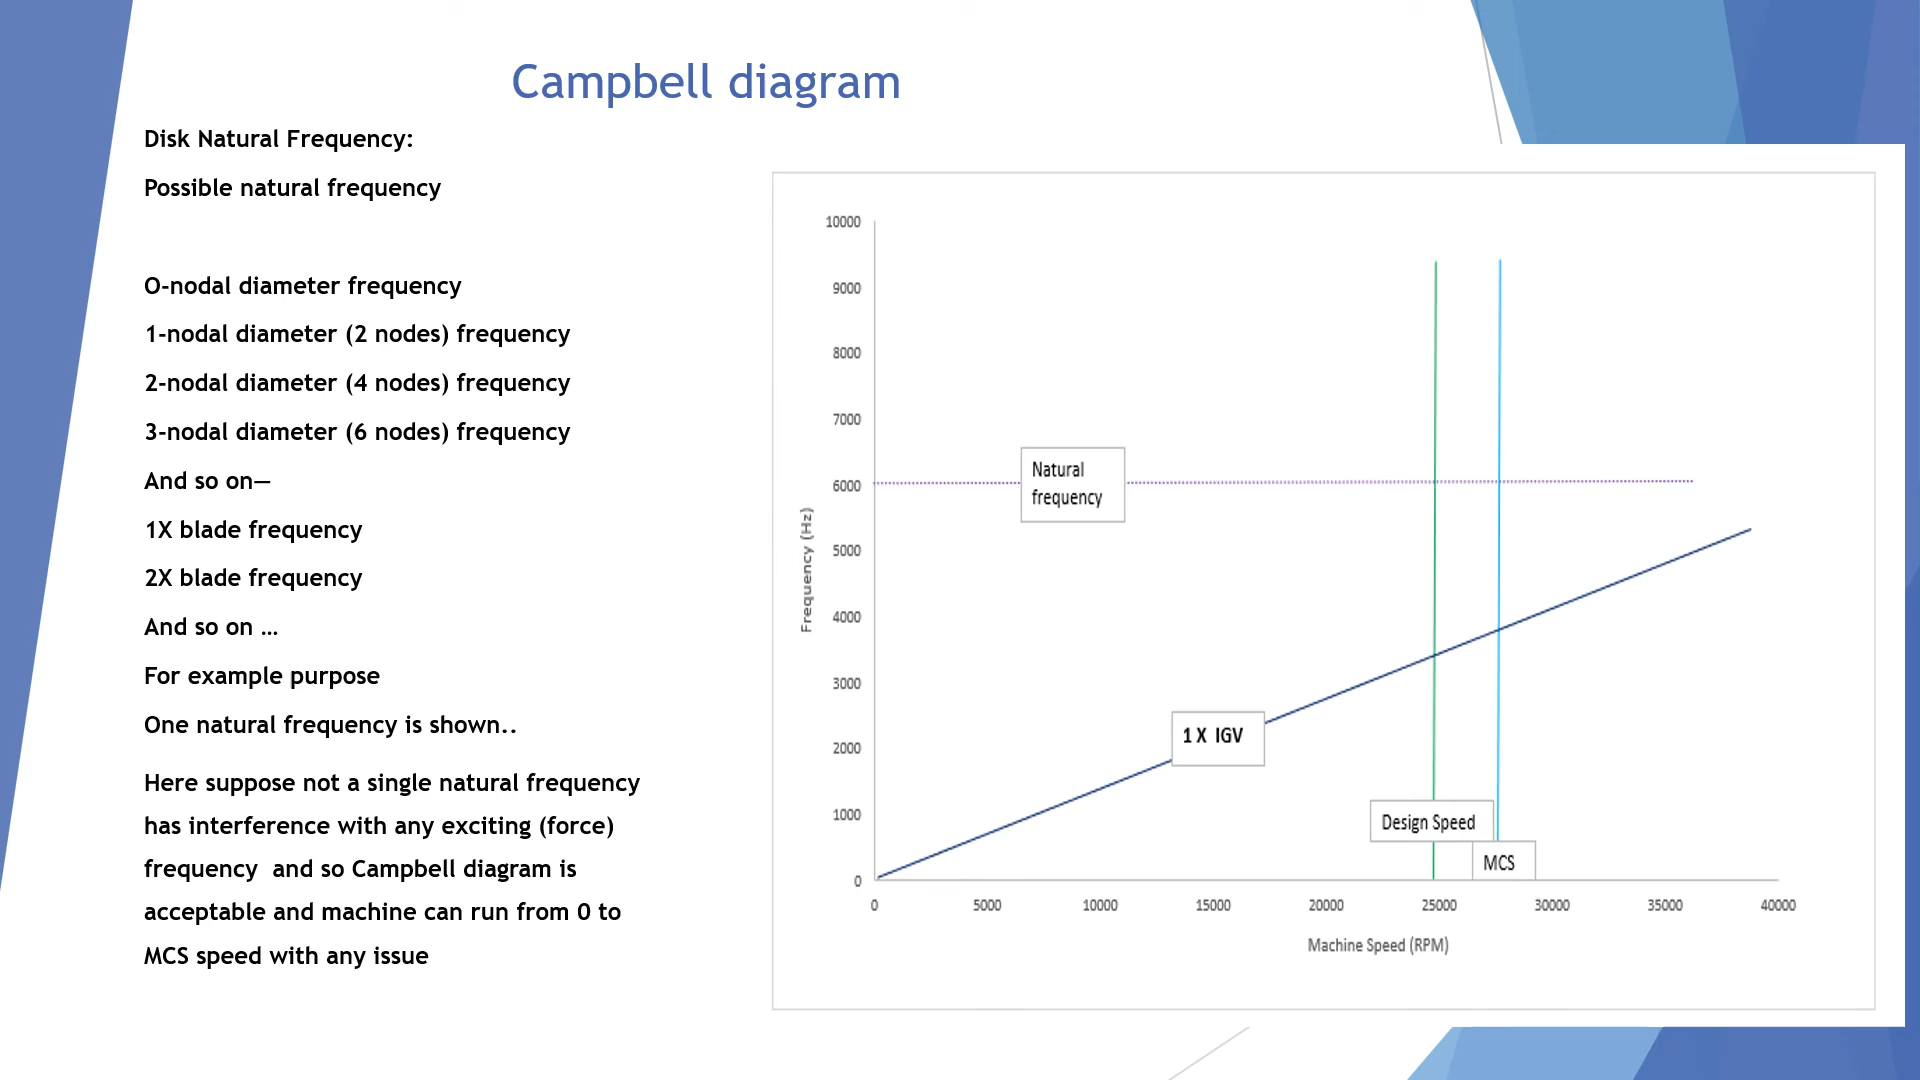 Campbell diagram
Disk Natural Frequency:
Possible natural frequency
O-nodal diameter frequency
1-nodal diameter (2 nodes) frequency
2-nodal diameter (4 nodes) frequency
3-nodal diameter (6 nodes) frequency
And so on—
1X blade frequency
2X blade frequency
And so on …
For example purpose
One natural frequency is shown..
Here suppose not a single natural frequency
has interference with any exciting (force)
frequency  and so Campbell diagram is
acceptable and machine can run from 0 to
MCS speed with any issue
10000
9000
8000
7000
6000
5000
4000
3000
2000
1000
0
Frequency (Hz)
Natural
frequency
1 X IGV
Design Speed
MCS
0 5000 10000 15000 20000 25000 30000 35000 40000
Machine Speed (RPM)